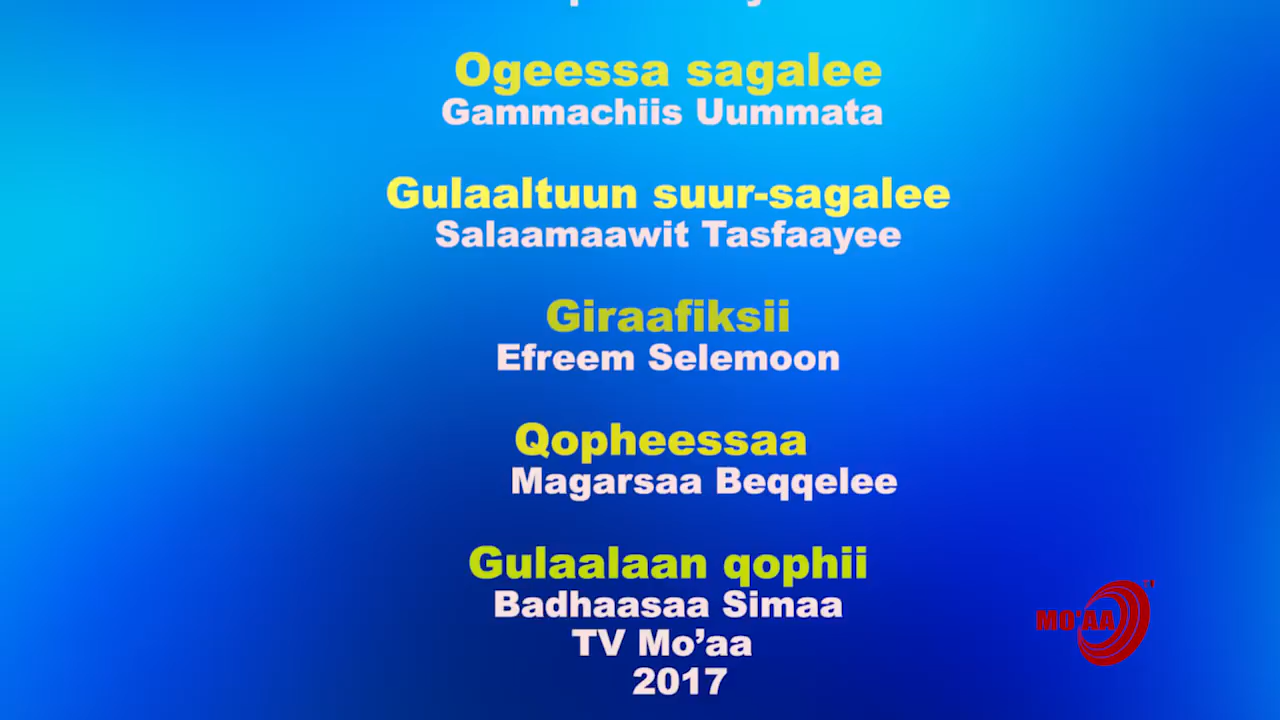 Ogeessa sagalee
Gammachiis Uummata
Gulaaltuun suur-sagalee
Salaamaawit Tasfaayee
Giraafiksii
Efreem Selemoon
Qopheessaa
Magarsaa Beqqelee
Gulaalaan qophii
Badhaasaa Simaa
TV Mo’aa
2017
MO'AA